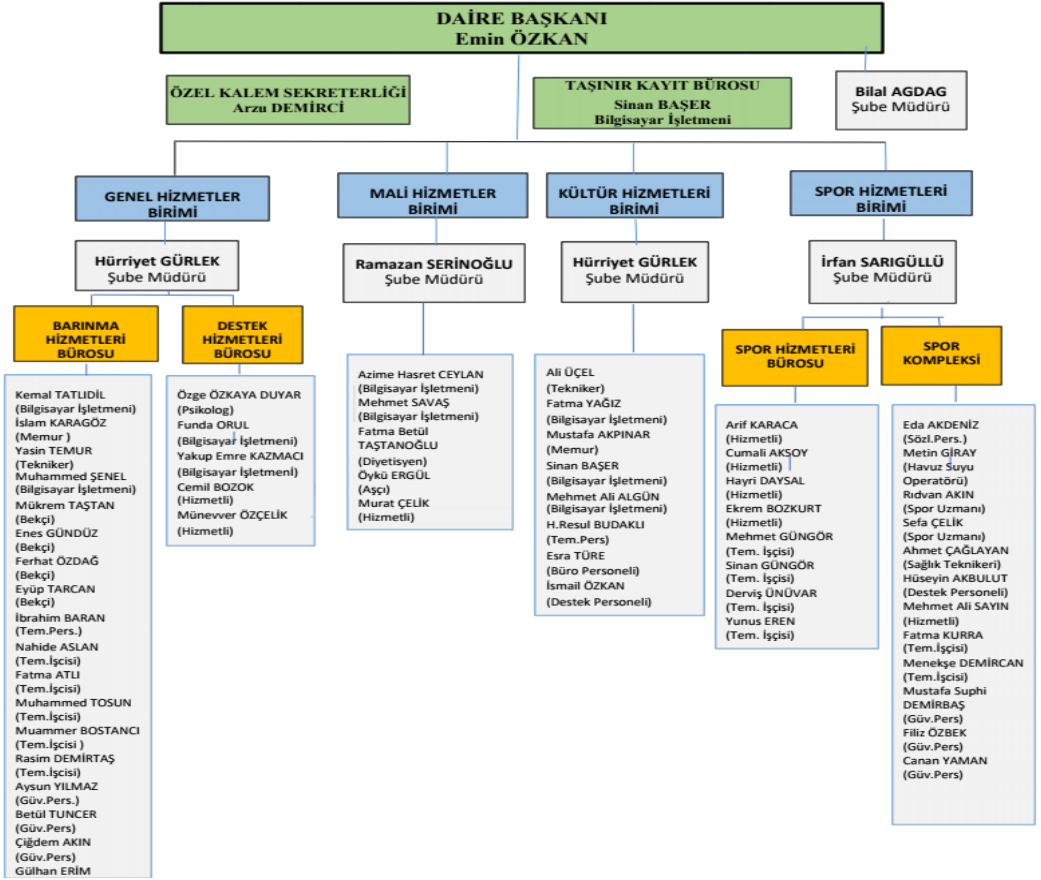 DAİRE BAŞKANI
Emin ÖZKAN
ÖZEL KALEM SEKRETERLİĞİ
Arzu DEMİRCİ
TAŞINIR KAYIT BÜROSU
Sinan BAŞER
Bilgisayar İşletmeni
Bilal AGDAG
Şube Müdürü
GENEL HİZMETLER
BİRİMİ
Hürriyet GÜRLEK
Şube Müdürü
BARINMA
HİZMETLERİ
BÜROSU
Kemal TATLIDİL
(Bilgisayar İşletmeni)
İslam KARAGÖZ
(Memur )
Yasin TEMUR
(Tekniker)
Muhammed ŞENEL
(Bilgisayar İşletmeni)
Mükrem TAŞTAN
(Bekçi)
Enes GÜNDÜZ
(Bekçi)
Ferhat ÖZDAĞ
(Bekçi)
Eyüp TARCAN
(Bekçi)
İbrahim BARAN
(Tem.Pers.)
Nahide ASLAN
(Tem.İşcisi)
Fatma ATLI
(Tem.İşcisi)
Muhammed TOSUN
(Tem.İşcisi)
Muammer BOSTANCI
(Tem.İşcisi )
Rasim DEMİRTAŞ
(Tem.İşcisi)
Aysun YILMAZ
(Güv.Pers.)
Betül TUNCER
(Güv.Pers)
Çiğdem AKIN
(Güv.Pers)
Gülhan ERİM
DESTEK
HİZMETLERİ
BÜROSU
Özge ÖZKAYA DUYAR
(Psikolog)
Funda ORUL
(Bilgisayar İşletmeni)
Yakup Emre KAZMACI
(Bilgisayar İşletmenİ)
Cemil BOZOK
(Hizmetli)
Münevver ÖZÇELİK
(Hizmetli)
MALİ HİZMETLER
BİRİMİ
Ramazan SERİNOĞLU
Şube Müdürü
Azime Hasret CEYLAN
(Bilgisayar İşletmeni)
Mehmet SAVAŞ
(Bilgisayar İşletmeni)
Fatma Betül
TAŞTANOĞLU
(Diyetisyen)
Öykü ERGÜL
(Aşçı)
Murat ÇELİK
(Hizmetli)
KÜLTÜR HİZMETLERİ
BİRİMİ
Hürriyet GÜRLEK
Şube Müdürü
Ali ÜÇEL
(Tekniker)
Fatma YAĞIZ
(Bilgisayar İşletmeni)
Mustafa AKPINAR
(Memur)
Sinan BAŞER
(Bilgisayar İşletmeni)
Mehmet Ali ALGÜN
(Bilgisayar İşletmeni)
H.Resul BUDAKLI
(Tem.Pers)
Esra TÜRE
(Büro Personeli)
İsmail ÖZKAN
(Destek Personeli)
SPOR HİZMETLERİ
BİRİMİ
İrfan SARIGÜLLÜ
Şube Müdürü
SPOR HİZMETLERİ
BÜROSU
Arif KARACA
(Hizmetli)
Cumali AKSOY
(Hizmetli)
Hayri DAYSAL
(Hizmetli)
Ekrem BOZKURT
(Hizmetli)
Mehmet GÜNGÖR
(Tem. İşçisi)
Sinan GÜNGÖR
(Tem. İşçisi)
Derviş ÜNÜVAR
(Tem. İşçisi)
Yunus EREN
(Tem. İşçisi)
SPOR
KOMPLEKSİ
Eda AKDENİZ
(Sözl.Pers.)
Metin GİRAY
(Havuz Suyu
Operatörü)
Rıdvan AKIN
(Spor Uzmanı)
Sefa ÇELİK
(Spor Uzmanı)
Ahmet ÇAĞLAYAN
(Sağlık Teknikeri)
Hüseyin AKBULUT
(Destek Personeli)
Mehmet Ali SAYIN
(Hizmetli)
Fatma KURRA
(Tem.İşçisi)
Menekşe DEMİRCAN
(Tem.İşcisi)
Mustafa Suphi
DEMİRBAŞ
(Güv.Pers)
Filiz ÖZBEK
(Güv.Pers)
Canan YAMAN
(Güv.Pers)